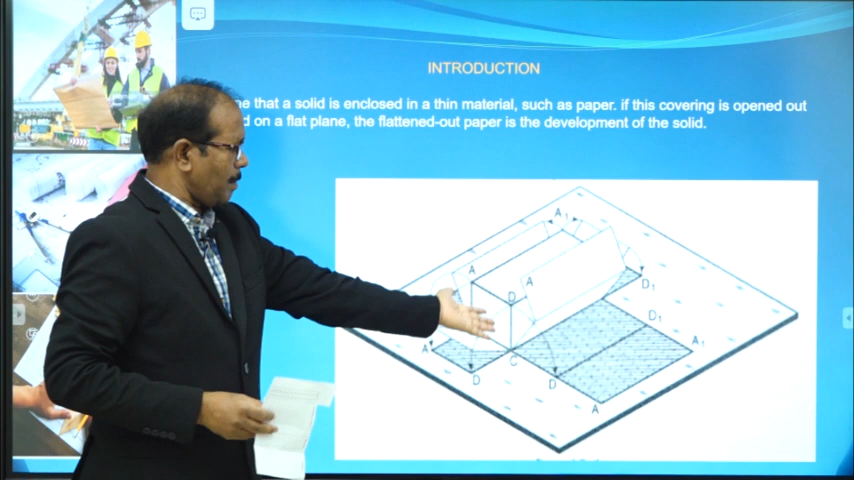 INTRODUCTION
that a solid is enclosed in a thin material, such as paper. if this covering is opened out
on a flat plane, the flattened-out paper is the development of the solid.
A1
A
A
D
D1
D1
A
A1
C
D
D
A